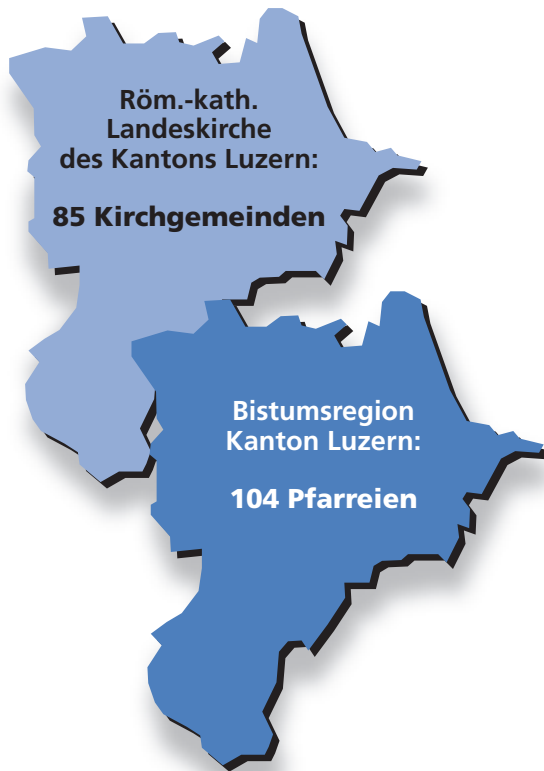 Röm.-kath.
Landeskirche
des Kantons Luzern:
85 Kirchgemeinden
Bistumsregion
Kanton Luzern:
104 Pfarreien